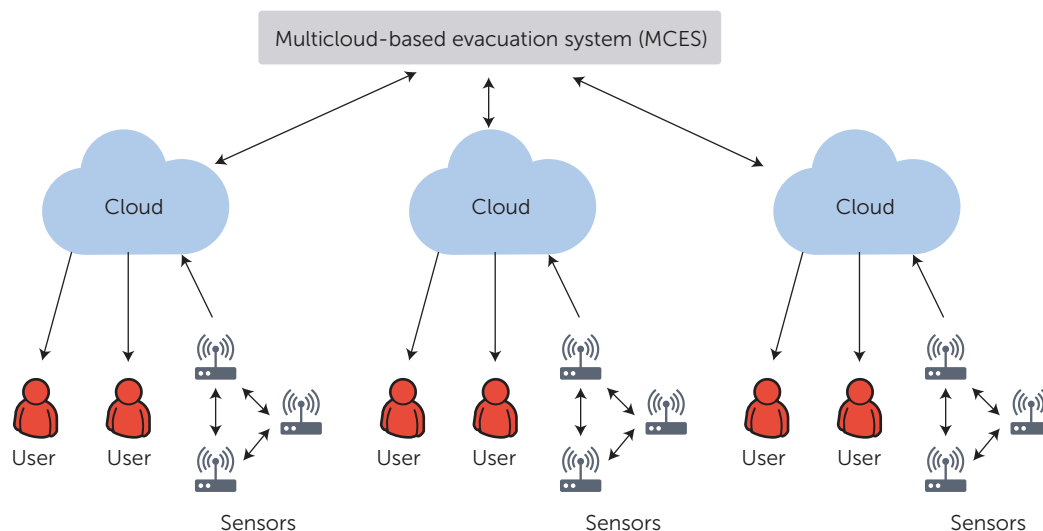 Multicloud-based evacuation system (MCES)
Cloud
Cloud
Cloud
User
User
User
User
User
User
Sensors
Sensors
Sensors